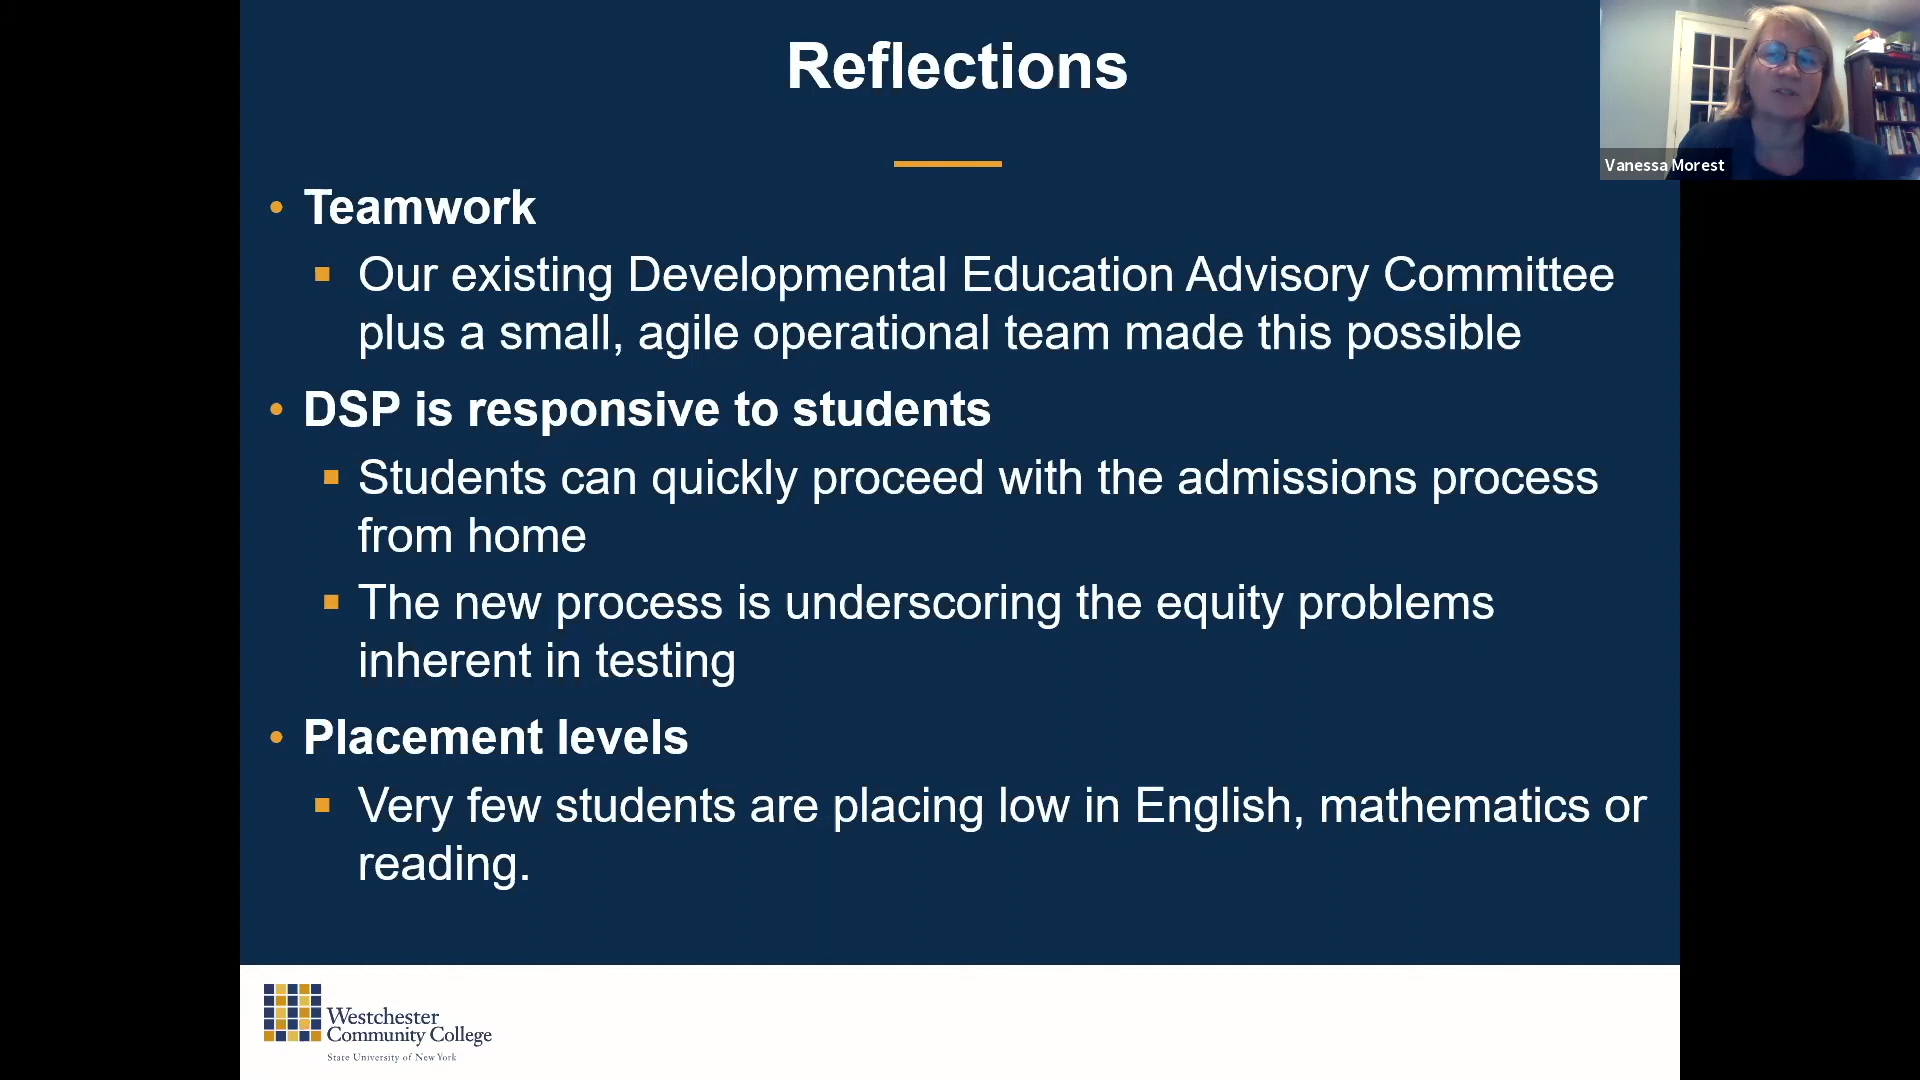 Reflections
Vanessa Morest
• Teamwork
▪ Our existing Developmental Education Advisory Committee
plus a small, agile operational team made this possible
• DSP is responsive to students
▪ Students can quickly proceed with the admissions process
from home
▪ The new process is underscoring the equity problems
inherent in testing
• Placement levels
▪ Very few students are placing low in English, mathematics or
reading.
Westchester
Community College
State University of New York